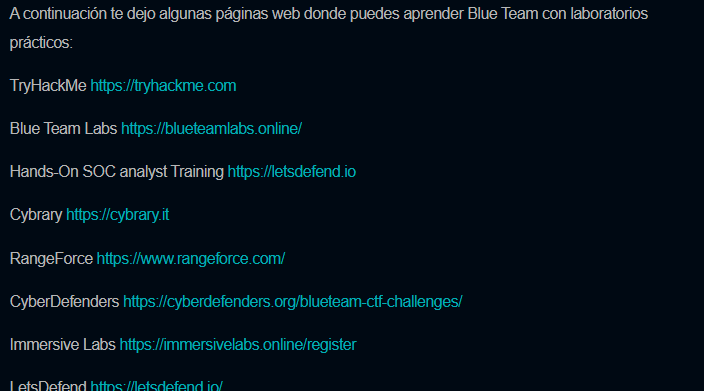 A continuación te dejo algunas páginas web donde puedes aprender Blue Team con laboratorios
prácticos:
TryHackMe https://tryhackme.com
Blue Team Labs https://blueteamlabs.online/
Hands-On SOC analyst Training https://letsdefend.io
Cybrary https://cybrary.it
RangeForce https://www.rangeforce.com/
CyberDefenders https://cyberdefenders.org/blueteam-ctf-challenges/
Immersive Labs https://immersivelabs.online/register
LetsDefend https://letsdefend.io/